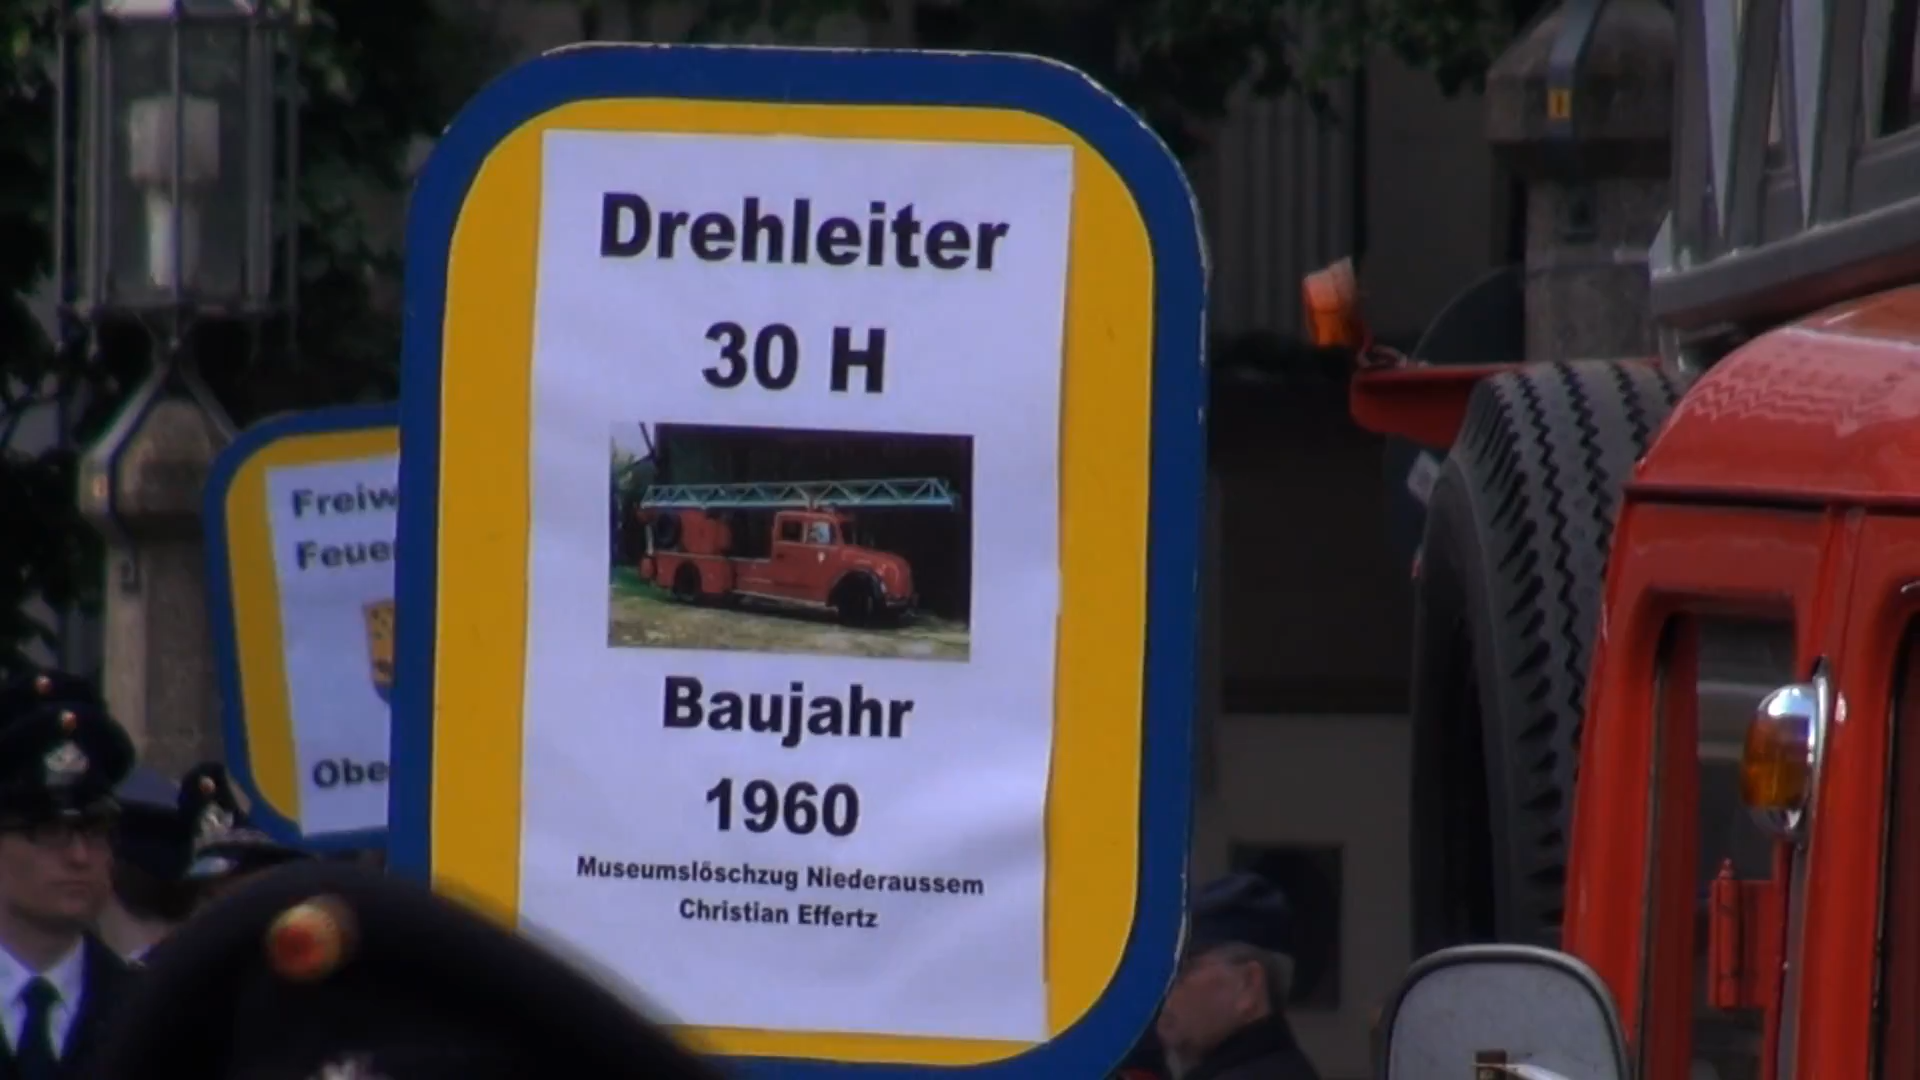 Drehleiter
30 H
Baujahr
1960
Museumslöschzug Niederaussem
Christian Effertz
Freiw
Feue
Obe